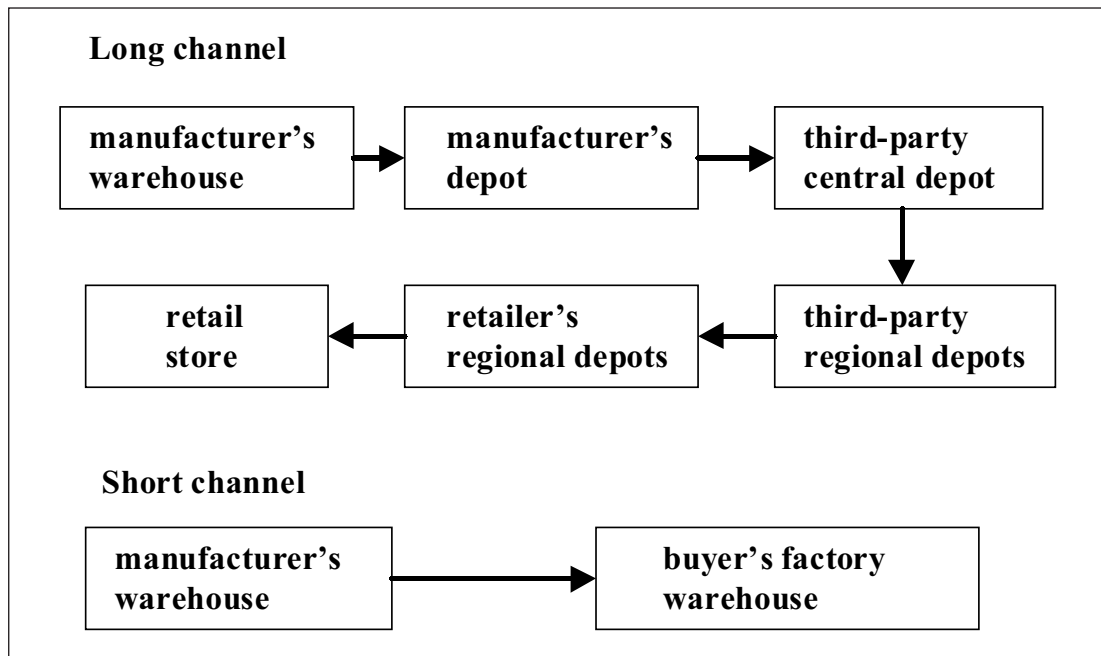 Long channel
manufacturer’s
warehouse
manufacturer’s
depot
third-party
central depot
third-party
regional depots
retailer’s
regional depots
retail
store
Short channel
manufacturer’s
warehouse
buyer’s factory
warehouse